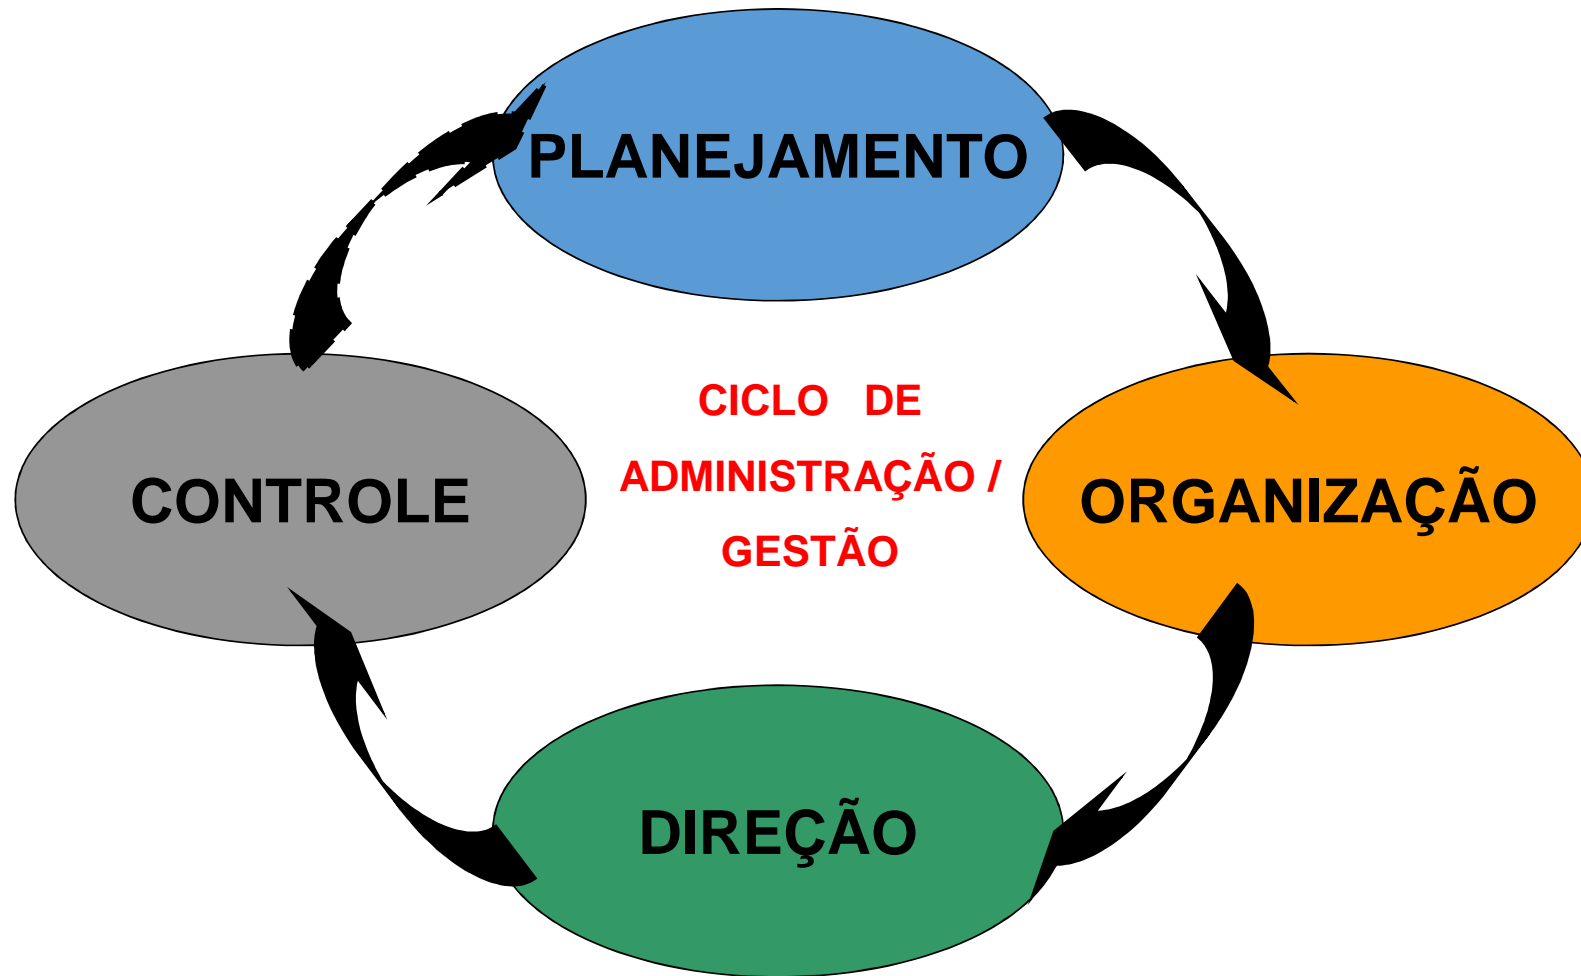 PLANEJAMENTO
CICLO DE
ADMINISTRAÇÃO /
GESTÃO
CONTROLE
ORGANIZAÇÃO
DIREÇÃO